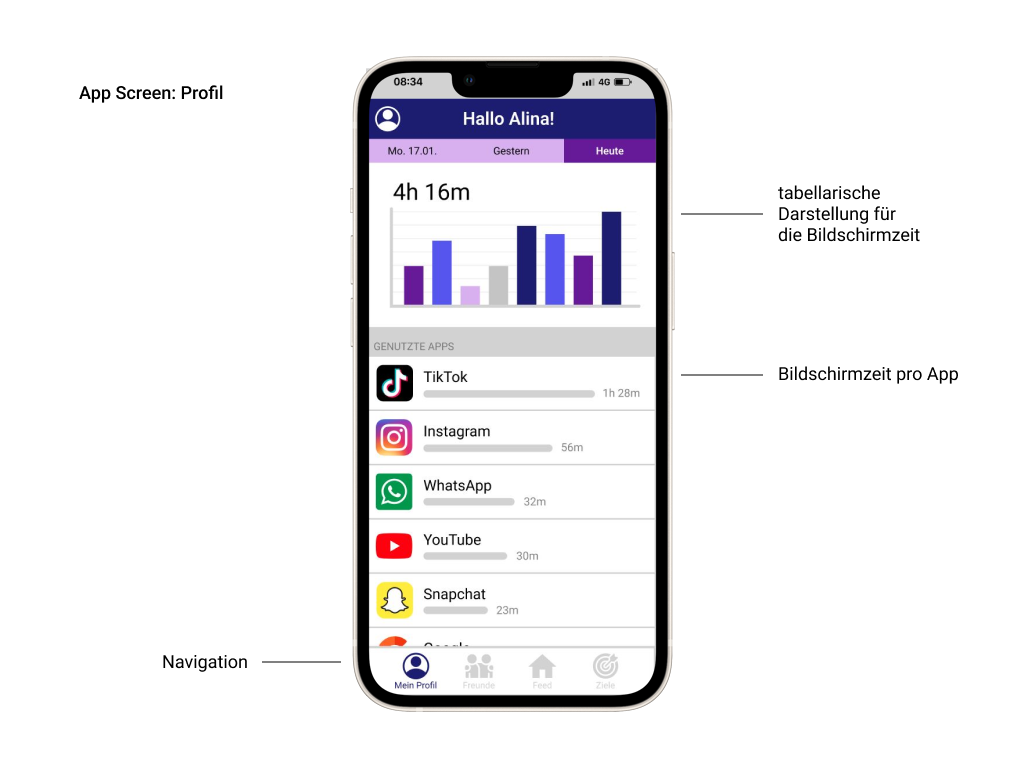 App Screen: Profil
08:34
4G
Hallo Alina!
Mo. 17.01.
Gestern
Heute
4h 16m
tabellarische
Darstellung für
die Bildschirmzeit
GENUTZTE APPS
TikTok
1h 28m
Bildschirmzeit pro App
Instagram
56m
WhatsApp
32m
YouTube
30m
Snapchat
23m
Google
Navigation
Mein Profil
Freunde
Feed
Ziele